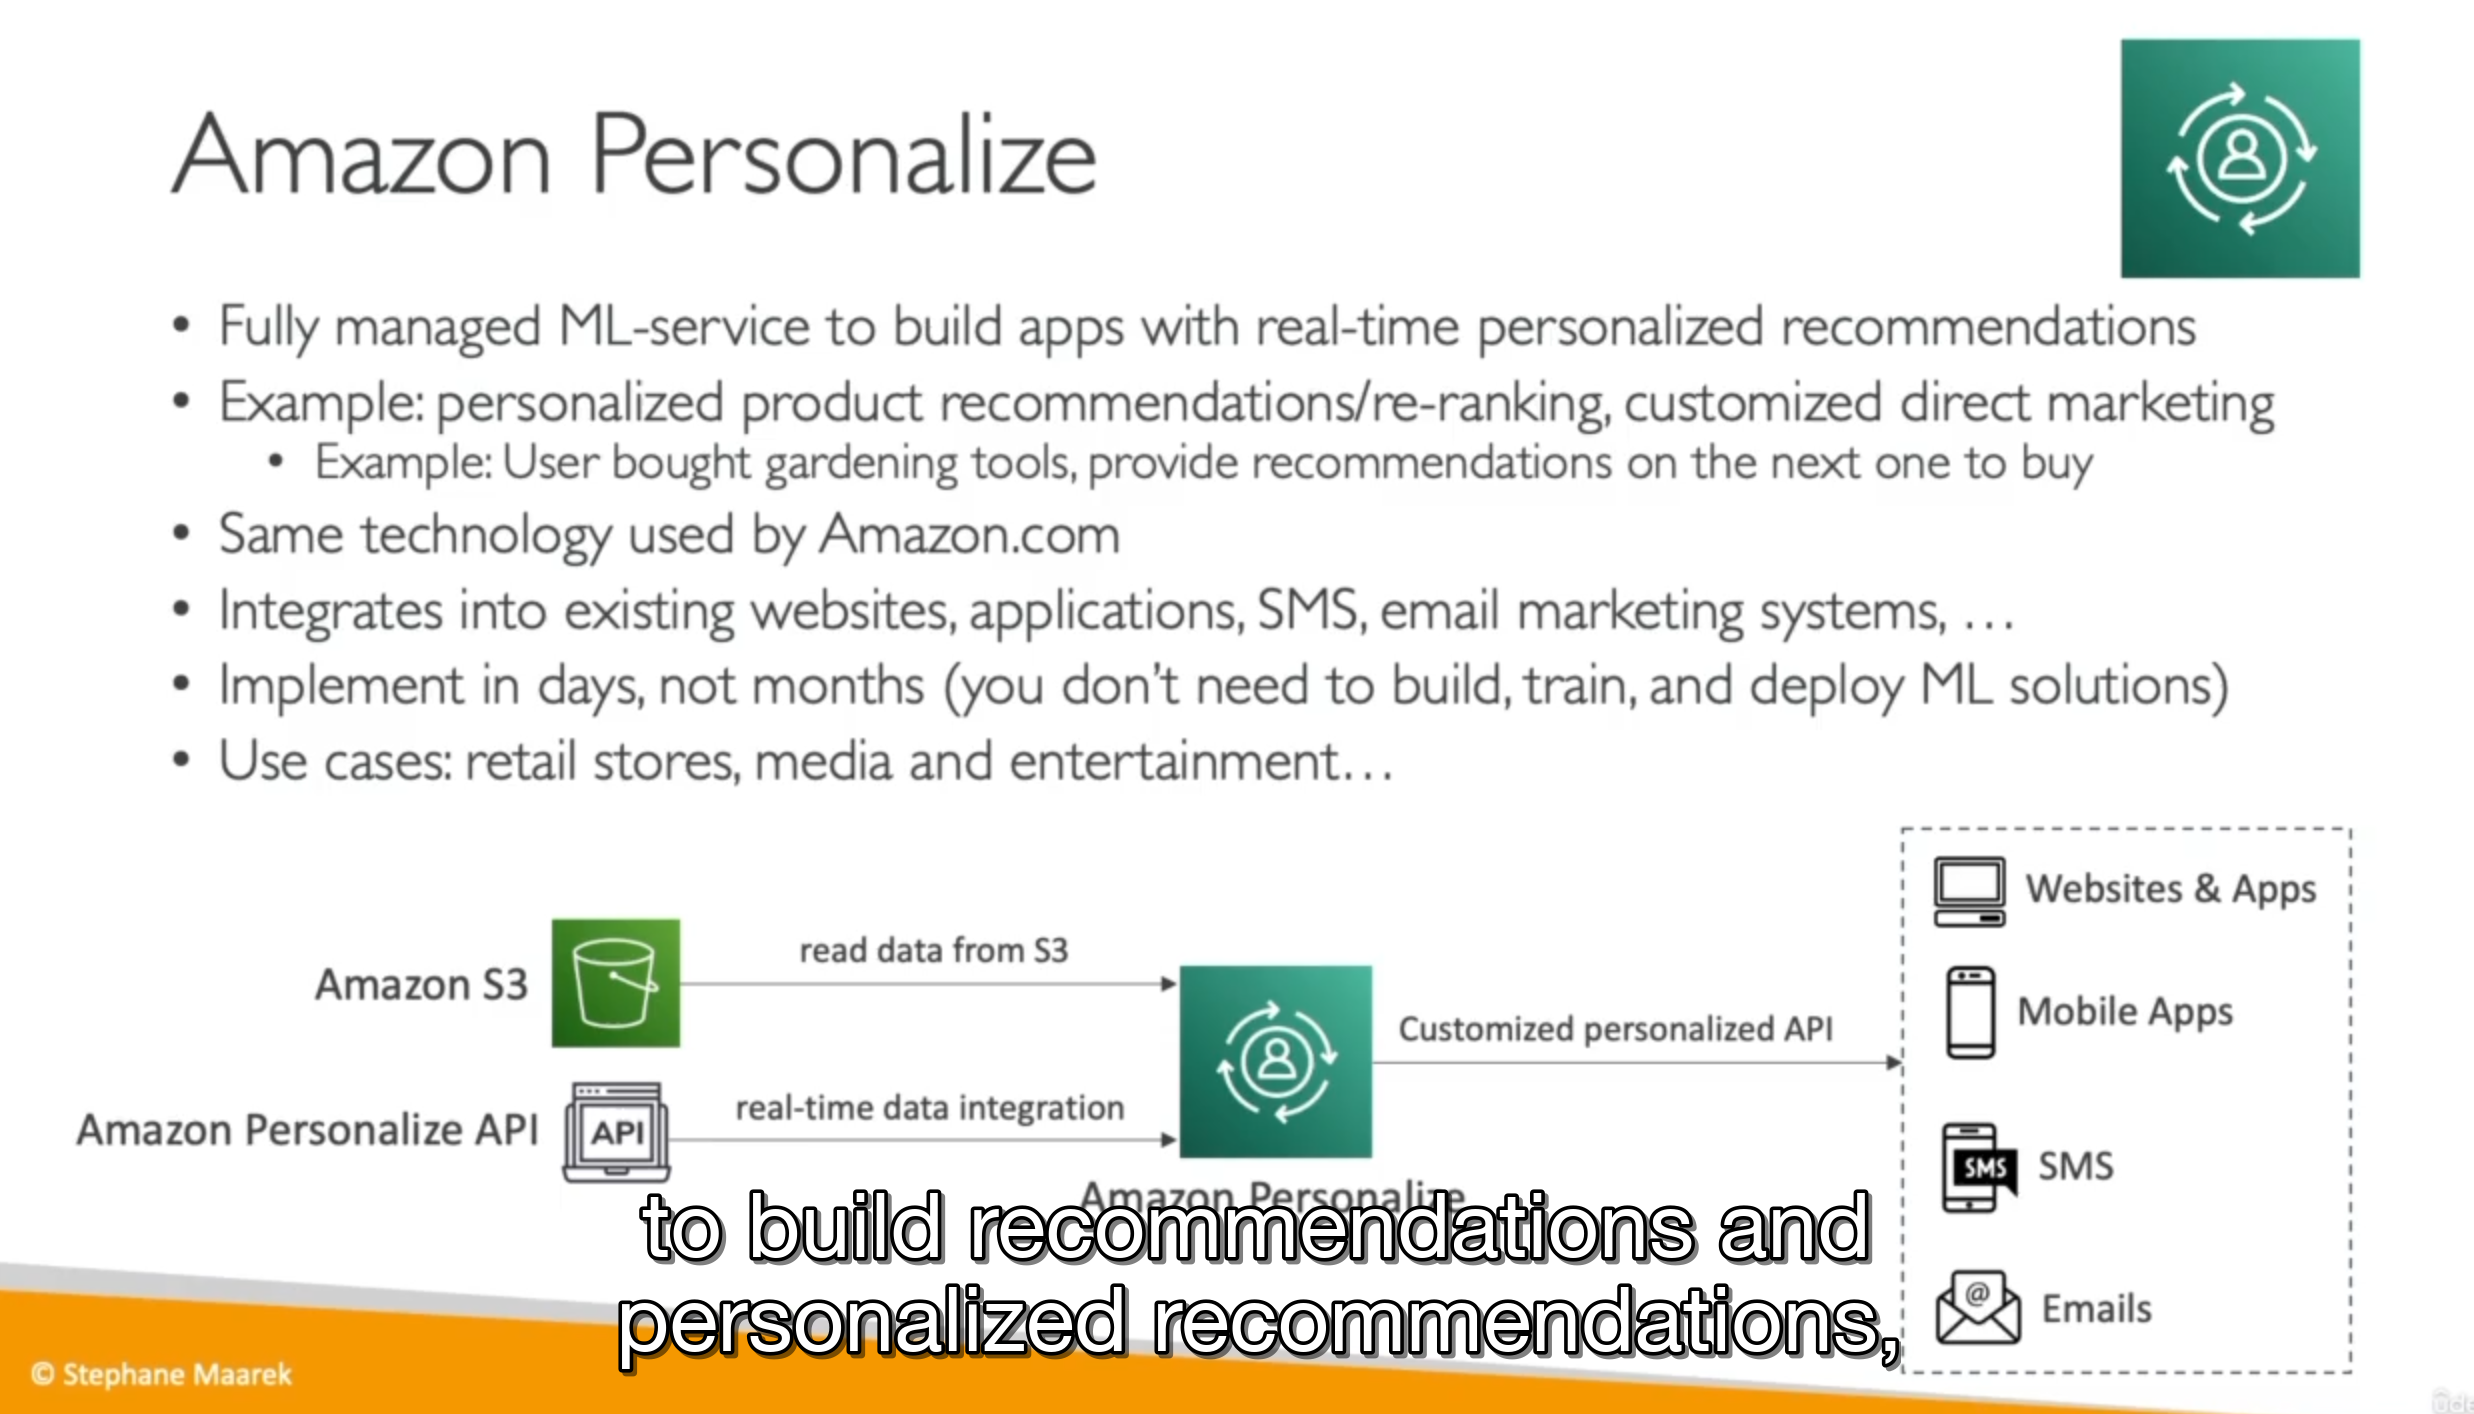 Amazon Personalize
• Fully managed ML-service to build apps with real-time personalized recommendations
• Example: personalized product recommendations/re-ranking, customized direct marketing
• Example: User bought gardening tools, provide recommendations on the next one to buy
• Same technology used by Amazon.com
• Integrates into existing websites, applications, SMS, email marketing systems, …
• Implement in days, not months (you don't need to build, train, and deploy ML solutions)
• Use cases: retail stores, media and entertainment…
Amazon S3
read data from S3
Amazon Personalize API
API
real-time data integration
Amazon Personalize
Customized personalized API
Websites & Apps
Mobile Apps
SMS
SMS
@
Emails
to build recommendations and
personalized recommendations,
© Stephane Maarek